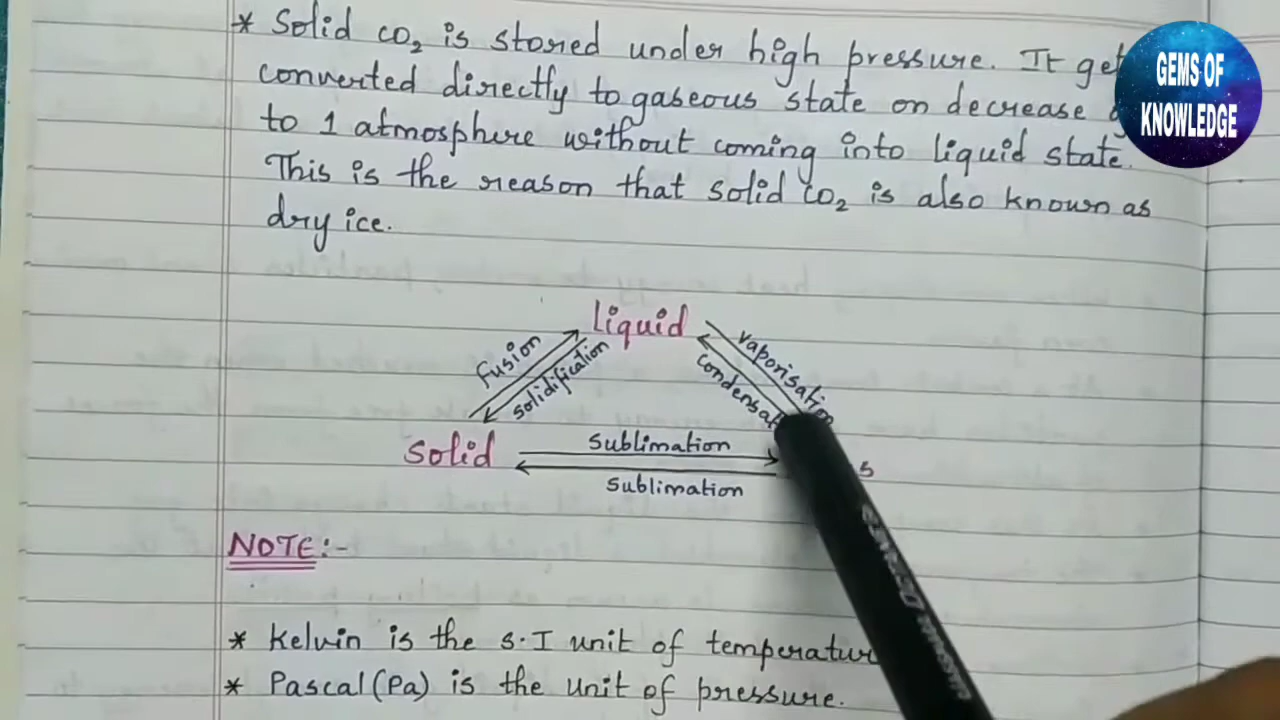 * Solid CO2 is stored under high pressure. It get
converted directly to gaseous state on decrease
to 1 atmosphere without coming into liquid state.
This is the reason that solid CO2 is also known as
dry ice.
GEMS OF
KNOWLEDGE
liquid
fusion
solidification
vaporisation
condensat
solid
sublimation
s
sublimation
NOTE:-
* Kelvin is the S.I unit of temperatur
* Pascal (Pa) is the unit of pressure.